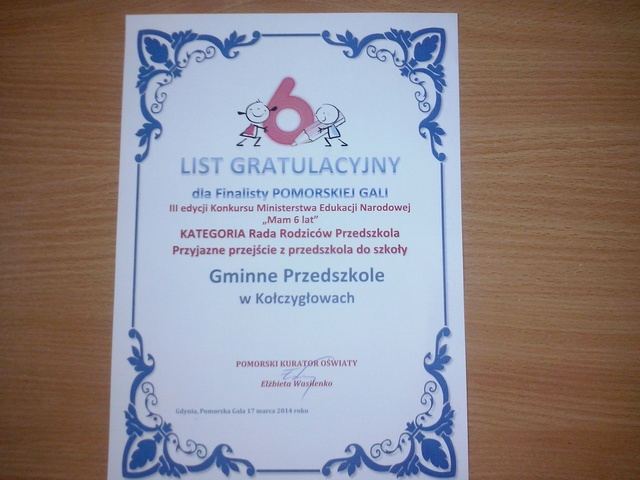 6
LIST GRATULACYJNY
dla Finalisty POMORSKIEJ GALI
III edycji Konkursu Ministerstwa Edukacji Narodowej
„Mam 6 lat”
KATEGORIA Rada Rodziców Przedszkola
Przyjazne przejście z przedszkola do szkoły
Gminne Przedszkole
w Kołczygłowach
POMORSKI KURATOR OŚWIATY
Elżbieta Wasilenko
Gdynia, Pomorska Gala 17 marca 2014 roku